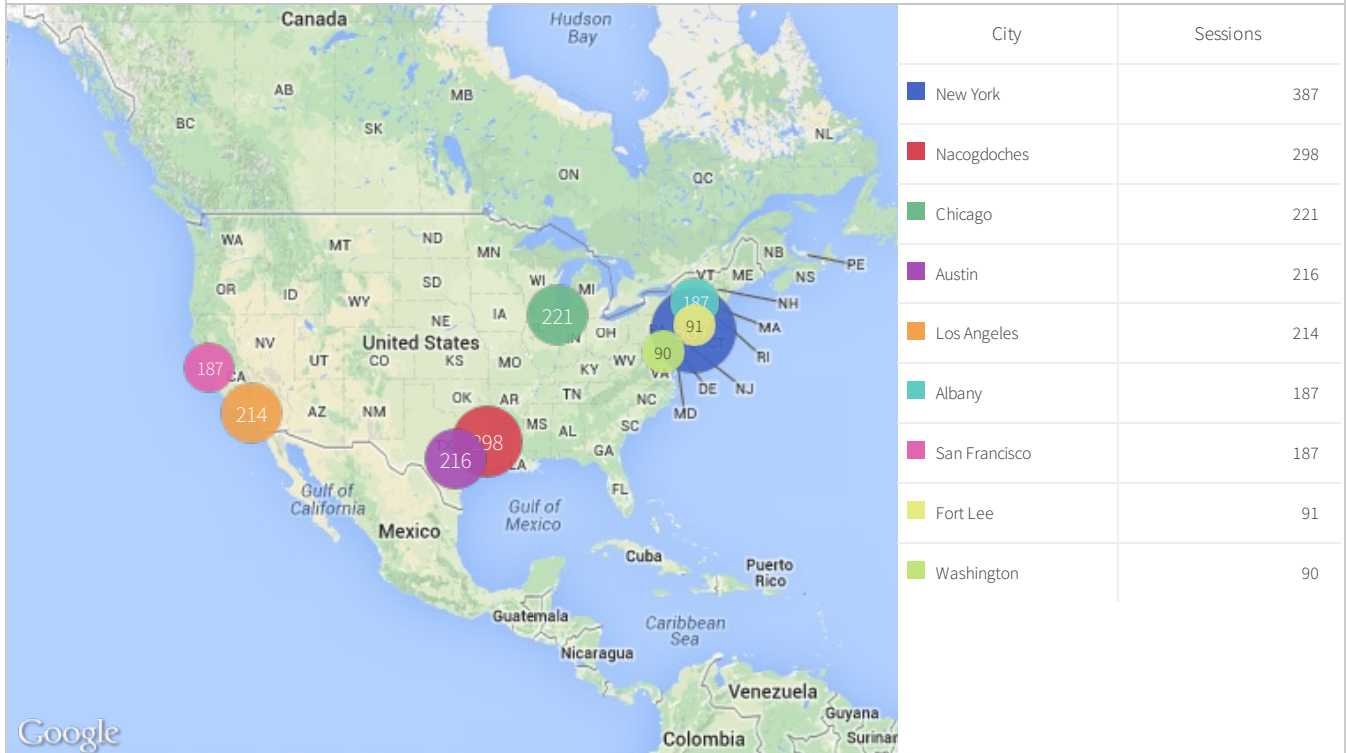 Canada
Hudson
Bay
AB
MB
BC
SK
NL
ON
QC
WA
MT
ND
MN
NB
PE
VT
ME
NS
OR
ID
SD
WI
MI
NH
WY
187
221
NE
IA
91
MA
OH
IN
PA
CT
NV
United States
90
RI
UT
CO
KS
MO
KY
WV
VA
187
CA
DE
NJ
214
AZ
NM
OK
AR
TN
NC
MD
MS
AL
SC
298
TX
216
LA
GA
FL
Gulf of
California
Gulf of
Mexico
Mexico
Cuba
Puerto
Rico
Guatemala
Caribbean
Sea
Nicaragua
Venezuela
Guyana
Colombia
Surinar
Google
City Sessions
New York 387
Nacogdoches 298
Chicago 221
Austin 216
Los Angeles 214
Albany 187
San Francisco 187
Fort Lee 91
Washington 90